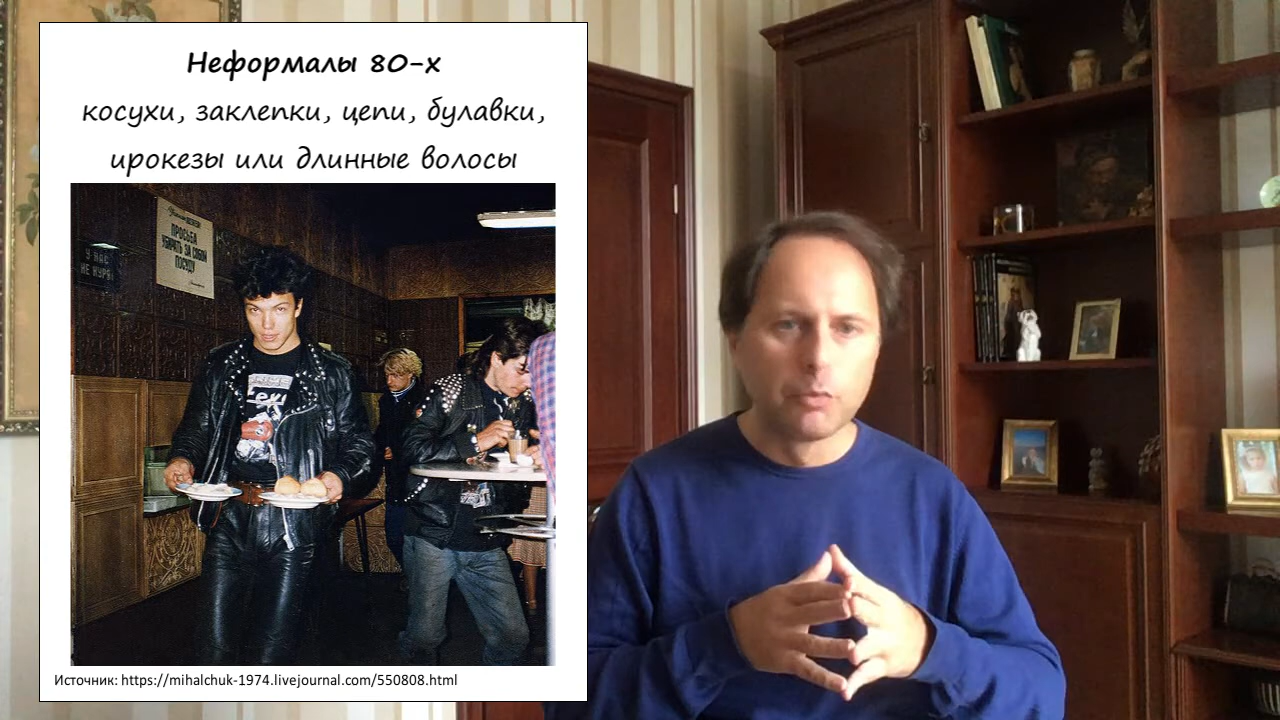 Неформалы 80-х
косухи, заклепки, цепи, булавки,
ирокезы или длинные волосы
ПРОСЬБА
УБИРАТЬ ЗА СОБОЙ
ПОСУДУ
У НАС
НЕ КУРЯТ
Источник: https://mihalchuk-1974.livejournal.com/550808.html